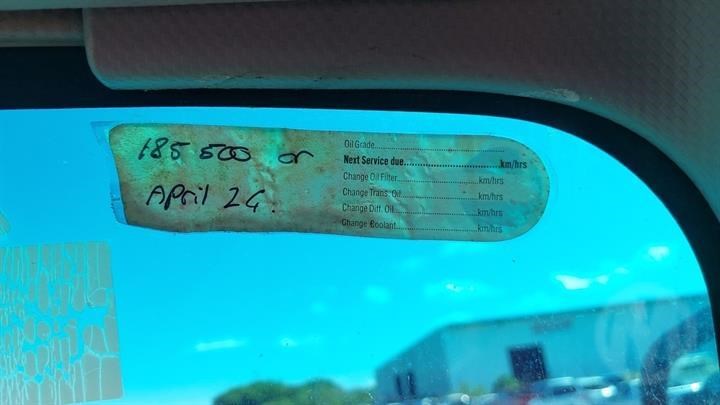 185 500 or
April 24.
Oil Grade....................................................
Next Service due.............................km/hrs
Change Oil Filter.........................km/hrs
Change Trans. Oil........................km/hrs
Change Diff. Oil.........................km/hrs
Change Coolant..........................km/hrs